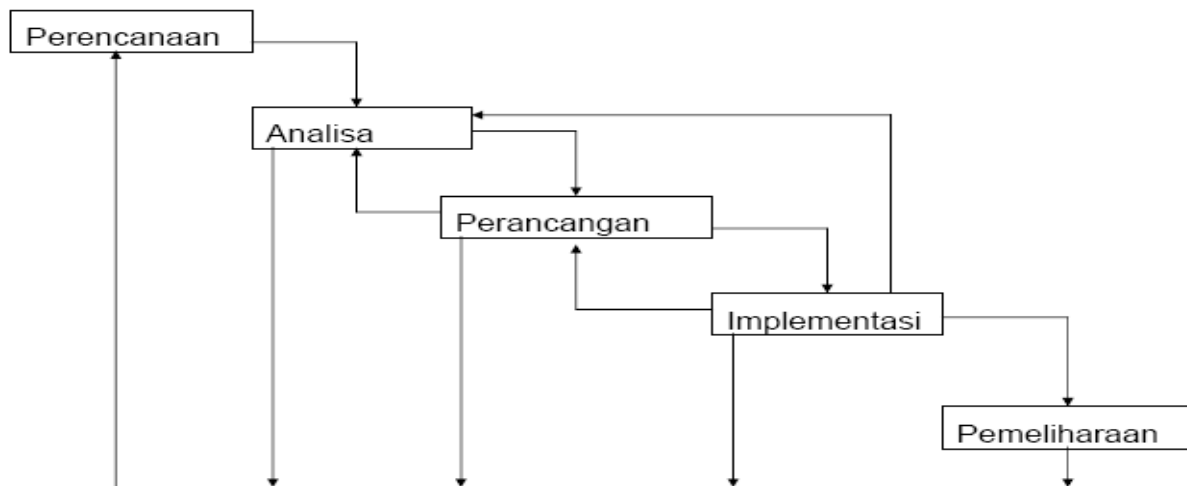 Perencanaan
Analisa
Perancangan
Implementasi
Pemeliharaan